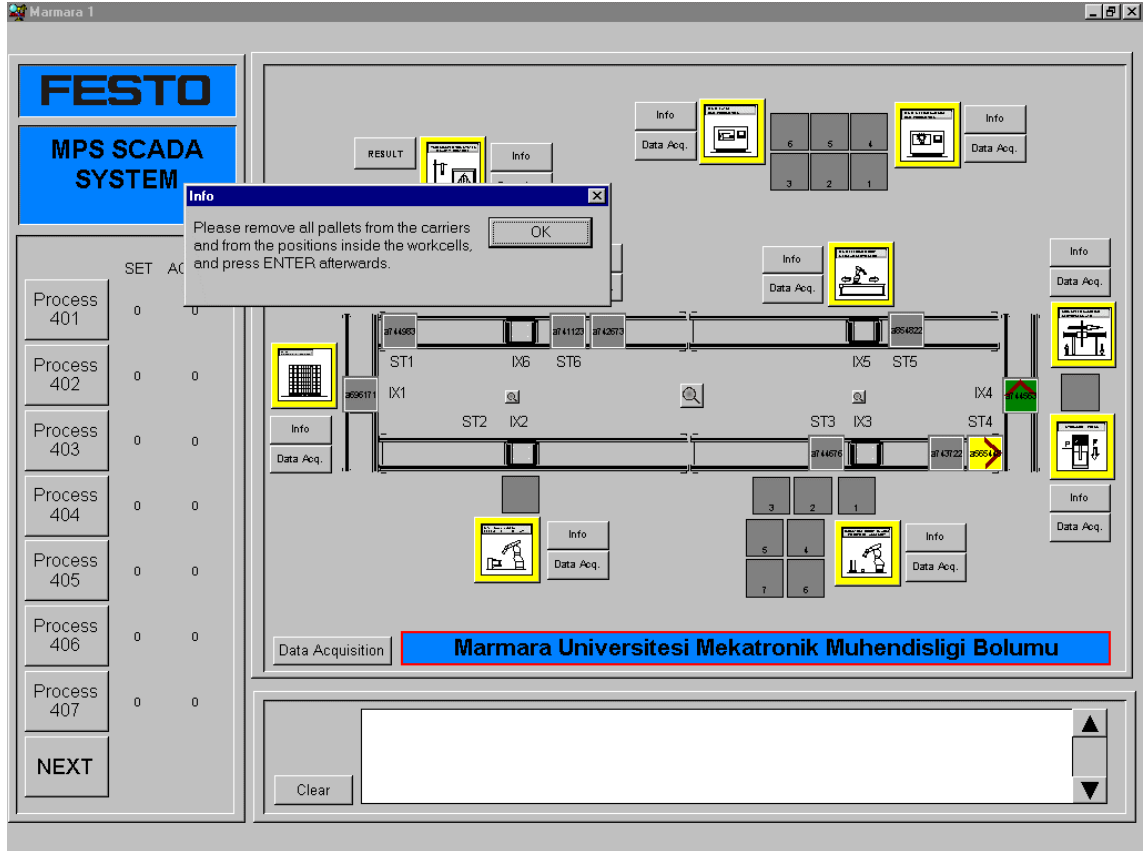 Marmara 1
FESTO
MPS SCADA
SYSTEM
SET
Process
401
0
0
Process
402
0
0
Process
403
0
0
Process
404
0
0
Process
405
0
0
Process
406
0
0
Process
407
0
0
NEXT
Info
Please remove all pallets from the carriers
and from the positions inside the workcells,
and press ENTER afterwards.
OK
RESULT
Info
Info
Data Acq.
6
5
4
3
2
1
Info
Data Acq.
Info
Data Acq.
Info
Data Acq.
a744983
a741123
a742673
a854822
ST1
IX6
ST6
IX5
ST5
a696171
IX1
IX4
ST2
IX2
ST3
IX3
ST4
Info
Data Acq.
a744676
a743722
3
2
1
5
4
7
6
Info
Data Acq.
Info
Data Acq.
Info
Data Acq.
Data Acquisition
Marmara Universitesi Mekatronik Muhendisligi Bolumu
Clear